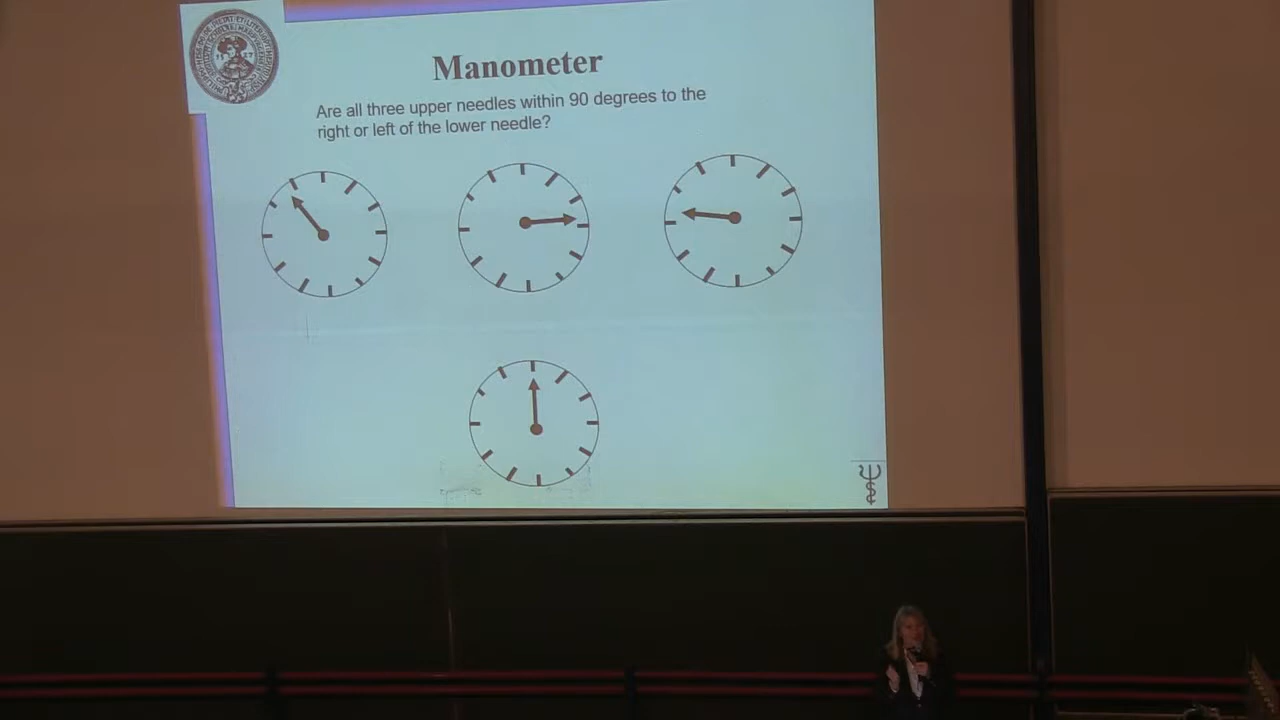 Manometer
Are all three upper needles within 90 degrees to the
right or left of the lower needle?